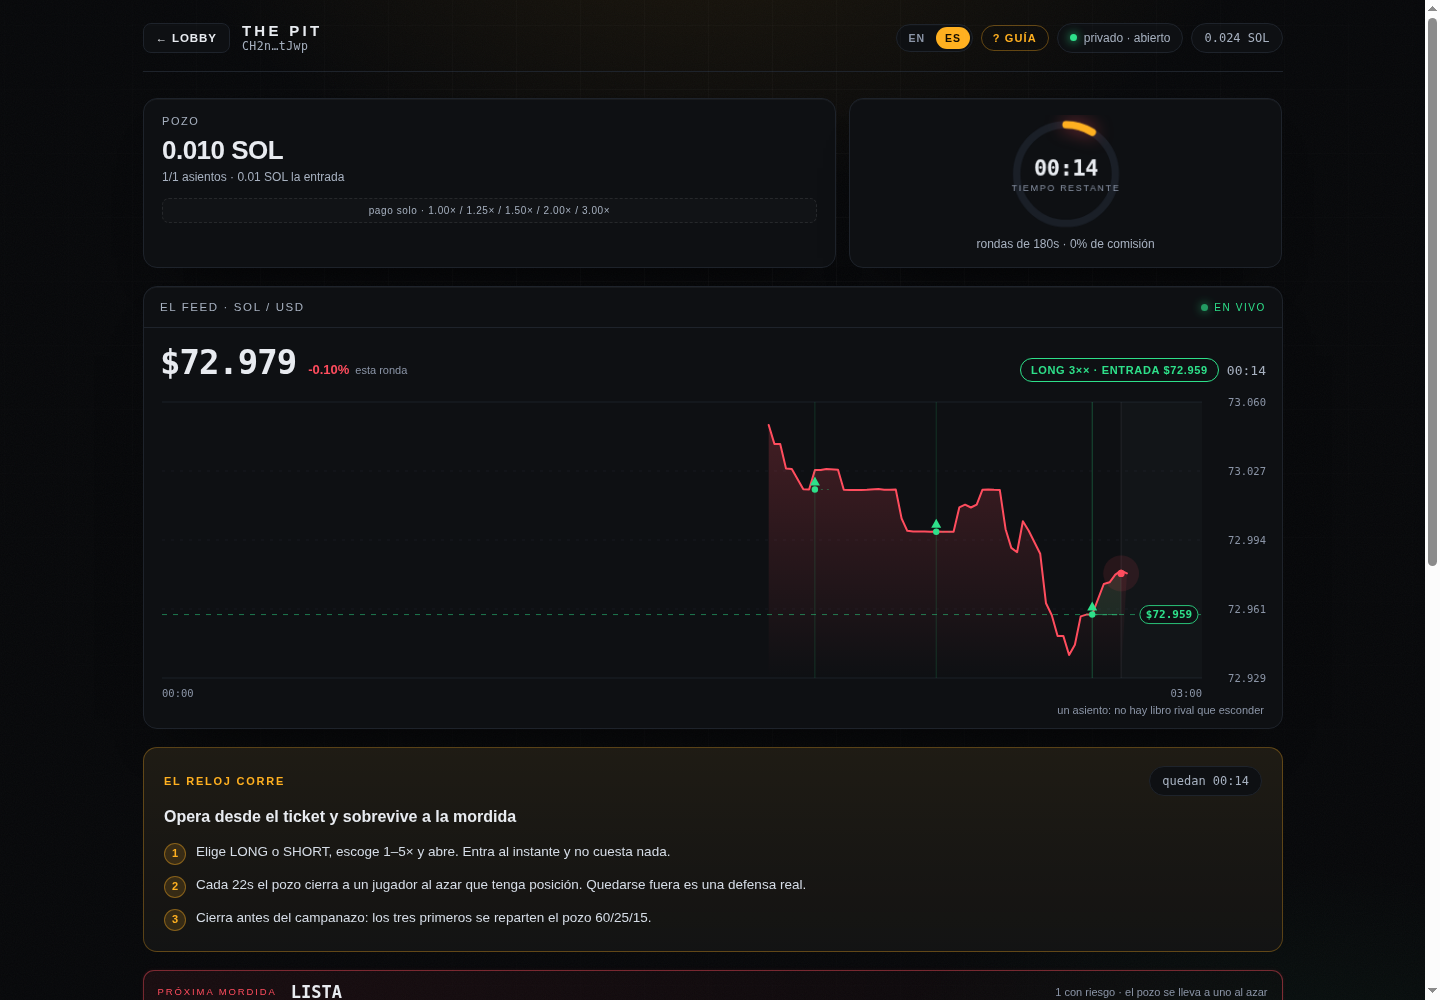 ← LOBBY
THE PIT
CH2n…tJwp
EN ES
? GUÍA
privado · abierto
0.024 SOL
POZO
0.010 SOL
1/1 asientos · 0.01 SOL la entrada
pago solo · 1.00× / 1.25× / 1.50× / 2.00× / 3.00×
00:14
TIEMPO RESTANTE
rondas de 180s · 0% de comisión
EL FEED · SOL / USD
EN VIVO
$72.979 -0.10% esta ronda
LONG 3×× · ENTRADA $72.959 00:14
73.060
73.027
72.994
72.961
72.929
$72.959
00:00
03:00
un asiento: no hay libro rival que esconder
EL RELOJ CORRE
quedan 00:14
Opera desde el ticket y sobrevive a la mordida
1 Elige LONG o SHORT, escoge 1–5× y abre. Entra al instante y no cuesta nada.
2 Cada 22s el pozo cierra a un jugador al azar que tenga posición. Quedarse fuera es una defensa real.
3 Cierra antes del campanazo: los tres primeros se reparten el pozo 60/25/15.
PRÓXIMA MORDIDA LISTA
1 con riesgo · el pozo se lleva a uno al azar